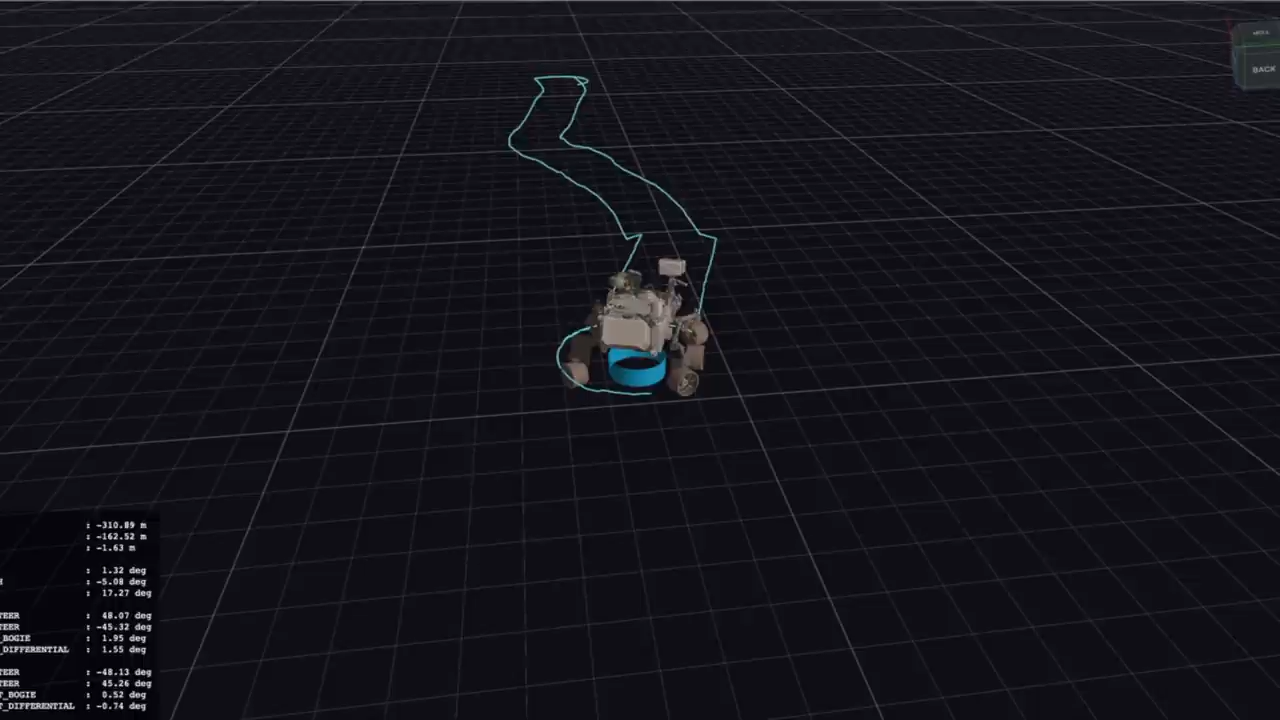 BACK
: -310.89 m
: -162.52 m
: -1.63 m
: 1.32 deg
: -5.08 deg
: 17.27 deg
TEER : 48.07 deg
TEER : -45.32 deg
_BOGIE : 1.95 deg
_DIFFERENTIAL : 1.55 deg
TEER : -48.13 deg
TEER : 45.26 deg
T_BOGIE : 0.52 deg
T_DIFFERENTIAL : -0.74 deg